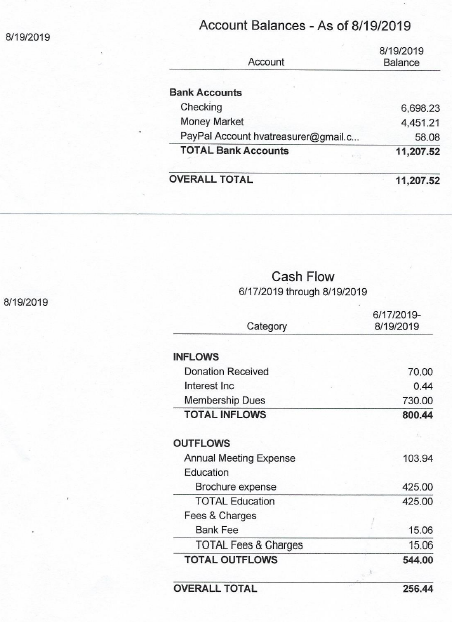 Account Balances - As of 8/19/2019
8/19/2019
8/19/2019
Account Balance
Bank Accounts
Checking 6,698.23
Money Market 4,451.21
PayPal Account hvatreasurer@gmail.c... 58.08
TOTAL Bank Accounts 11,207.52
OVERALL TOTAL 11,207.52
Cash Flow
6/17/2019 through 8/19/2019
8/19/2019
6/17/2019-
Category 8/19/2019
INFLOWS
Donation Received 70.00
Interest Inc 0.44
Membership Dues 730.00
TOTAL INFLOWS 800.44
OUTFLOWS
Annual Meeting Expense 103.94
Education
Brochure expense 425.00
TOTAL Education 425.00
Fees & Charges
Bank Fee 15.06
TOTAL Fees & Charges 15.06
TOTAL OUTFLOWS 544.00
OVERALL TOTAL 256.44